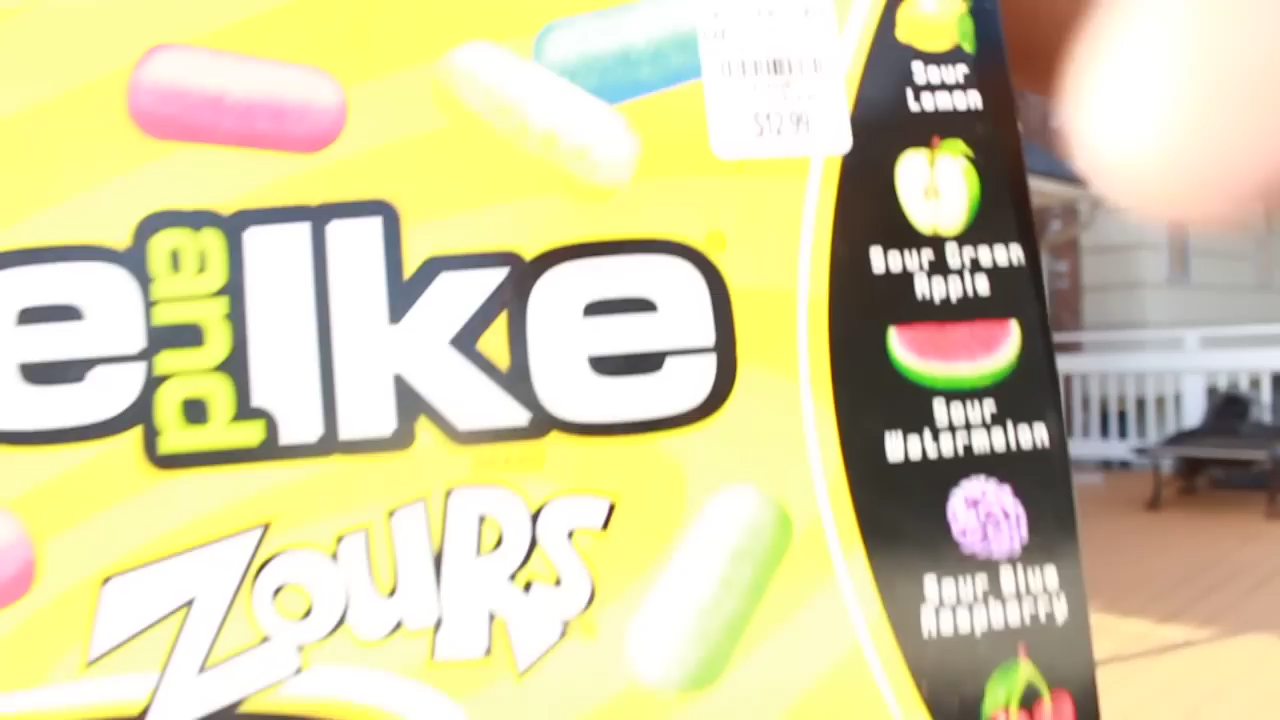 e and Ike
ZOURS
$12.99
Sour
Lemon
Sour Green
Apple
Sour
Watermelon
Sour Blue
Raspberry